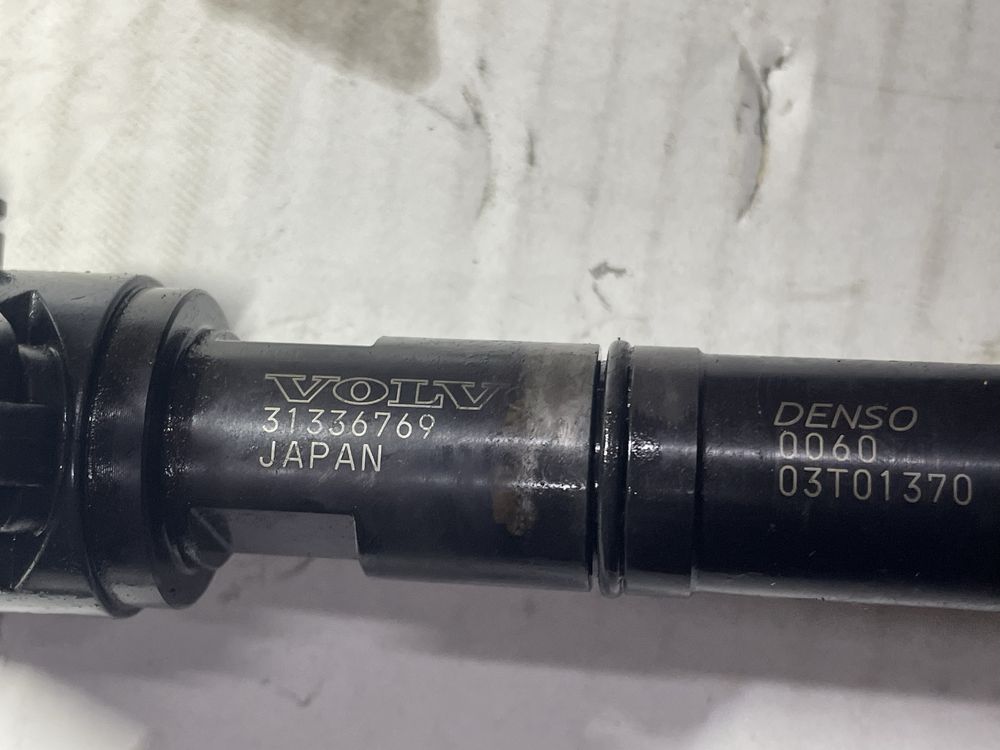 VOLVO
31336769
JAPAN
DENSO
0060
03T01370